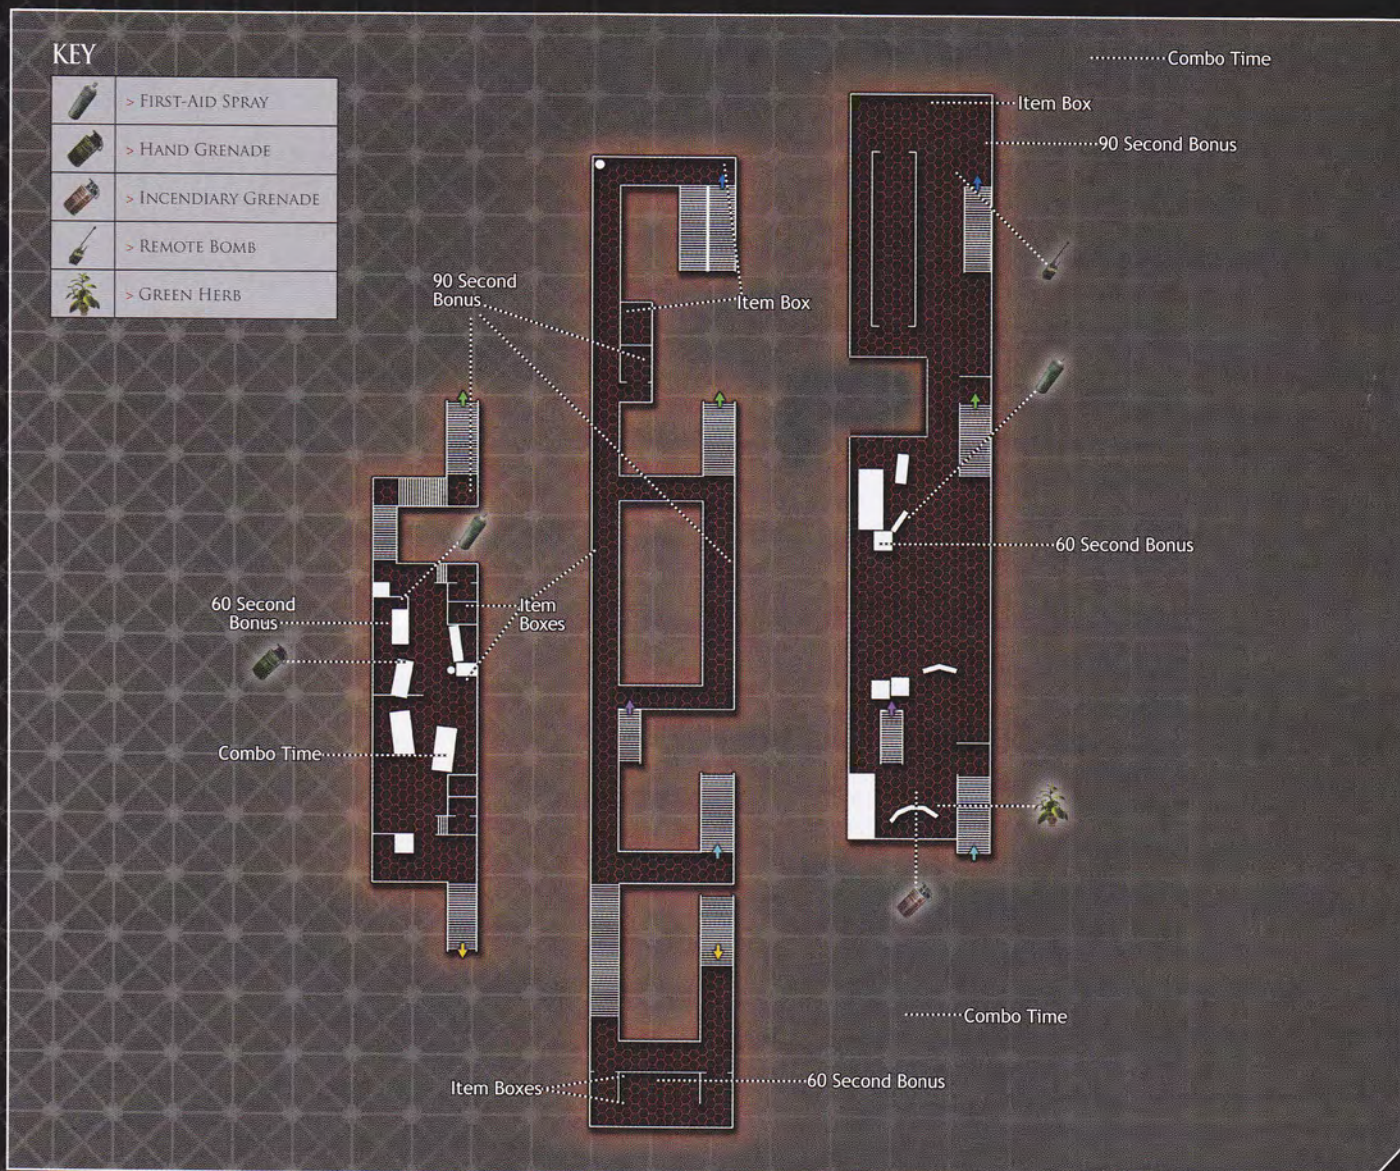 KEY
> FIRST-AID SPRAY
> HAND GRENADE
> INCENDIARY GRENADE
> REMOTE BOMB
> GREEN HERB
Combo Time
Item Box
90 Second Bonus
90 Second
Bonus
Item Box
60 Second Bonus
60 Second
Bonus
Item
Boxes
Combo Time
Combo Time
Item Boxes
60 Second Bonus